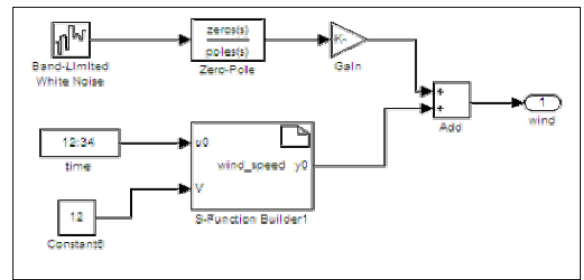 zeros(s)
poles(s)
K-
Band-Limited
White Noise
Zero-Pole
Gain
+
+
1
Add
wind
12:34
time
u0
wind_speed y0
V
12
Constant6
S-Function Builder1